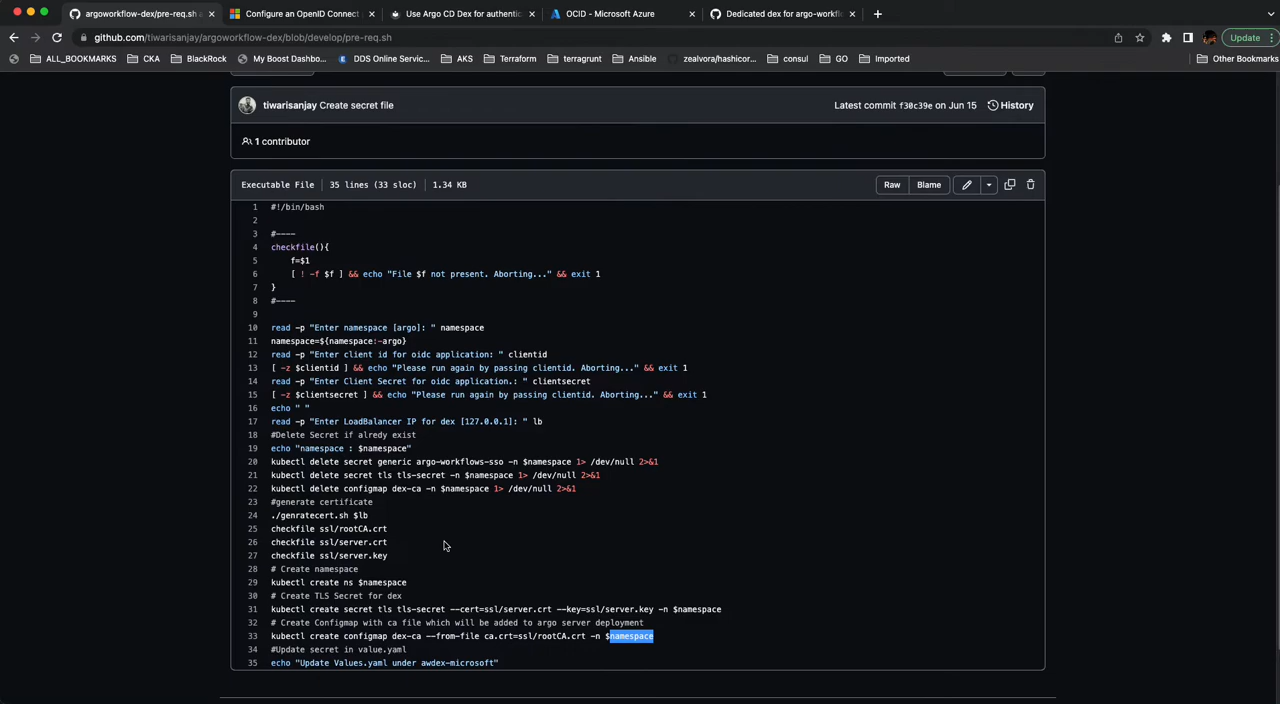 argoworkflow-dex/pre-req.sh a
Configure an OpenID Connect
Use Argo CD Dex for authentic
OCID - Microsoft Azure
Dedicated dex for argo-workfl
github.com/tiwarisanjay/argoworkflow-dex/blob/develop/pre-req.sh
Update
ALL_BOOKMARKS
CKA
BlackRock
My Boost Dashbo...
DDS Online Servic...
AKS
Terraform
terragrunt
Ansible
zealvora/hashicor...
consul
GO
Imported
Other Bookmarks
tiwarisanjay Create secret file
Latest commit f30c39e on Jun 15
History
1 contributor
Executable File 35 lines (33 sloc) 1.34 KB
Raw
Blame
1 #!/bin/bash
2
3 #----
4 checkfile(){
5 f=$1
6 [ ! -f $f ] && echo "File $f not present. Aborting..." && exit 1
7 }
8 #----
9
10 read -p "Enter namespace [argo]: " namespace
11 namespace=${namespace:-argo}
12 read -p "Enter client id for oidc application: " clientid
13 [ -z $clientid ] && echo "Please run again by passing clientid. Aborting..." && exit 1
14 read -p "Enter Client Secret for oidc application.: " clientsecret
15 [ -z $clientsecret ] && echo "Please run again by passing clientid. Aborting..." && exit 1
16 echo " "
17 read -p "Enter LoadBalancer IP for dex [127.0.0.1]: " lb
18 #Delete Secret if alredy exist
19 echo "namespace : $namespace"
20 kubectl delete secret generic argo-workflows-sso -n $namespace 1> /dev/null 2>&1
21 kubectl delete secret tls tls-secret -n $namespace 1> /dev/null 2>&1
22 kubectl delete configmap dex-ca -n $namespace 1> /dev/null 2>&1
23 #generate certificate
24 ./genratecert.sh $lb
25 checkfile ssl/rootCA.crt
26 checkfile ssl/server.crt
27 checkfile ssl/server.key
28 # Create namespace
29 kubectl create ns $namespace
30 # Create TLS Secret for dex
31 kubectl create secret tls tls-secret --cert=ssl/server.crt --key=ssl/server.key -n $namespace
32 # Create Configmap with ca file which will be added to argo server deployment
33 kubectl create configmap dex-ca --from-file ca.crt=ssl/rootCA.crt -n $namespace
34 #Update secret in value.yaml
35 echo "Update Values.yaml under awdex-microsoft"